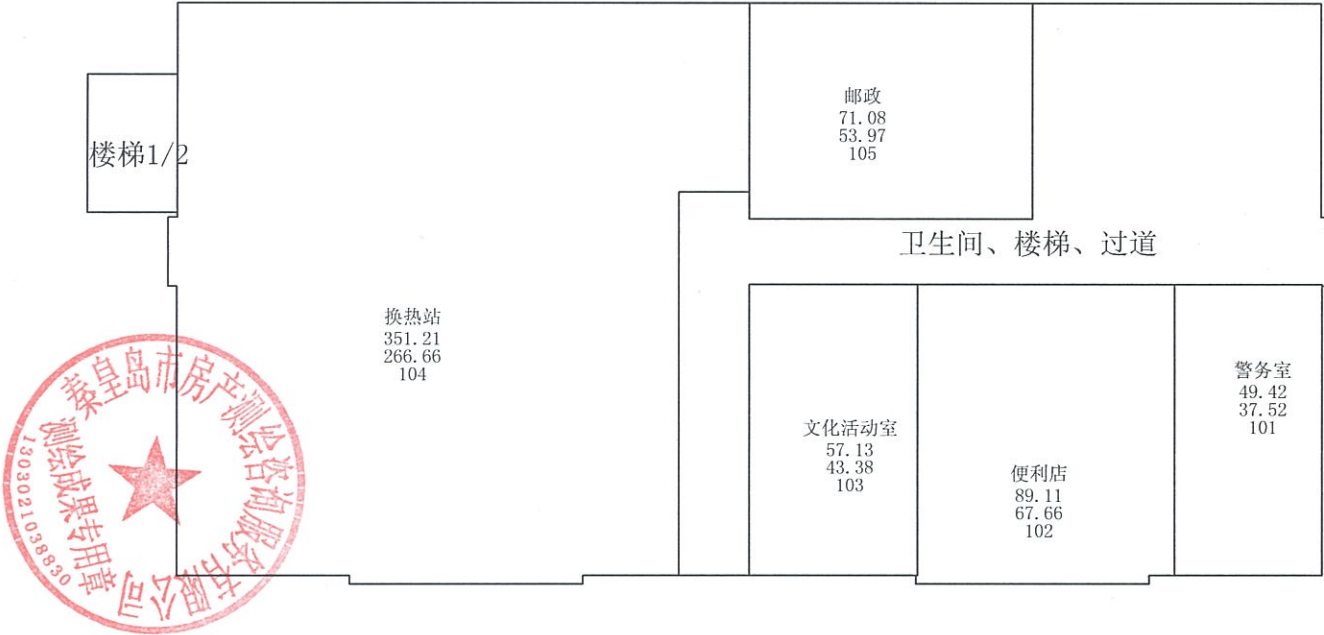 邮政
71.08
53.97
105
楼梯1/2
卫生间、楼梯、过道
换热站
351.21
266.66
104
警务室
49.42
37.52
101
文化活动室
57.13
43.38
103
便利店
89.11
67.66
102
秦皇岛市房产测绘咨询服务有限公司
测绘成果专用章
1303021038830